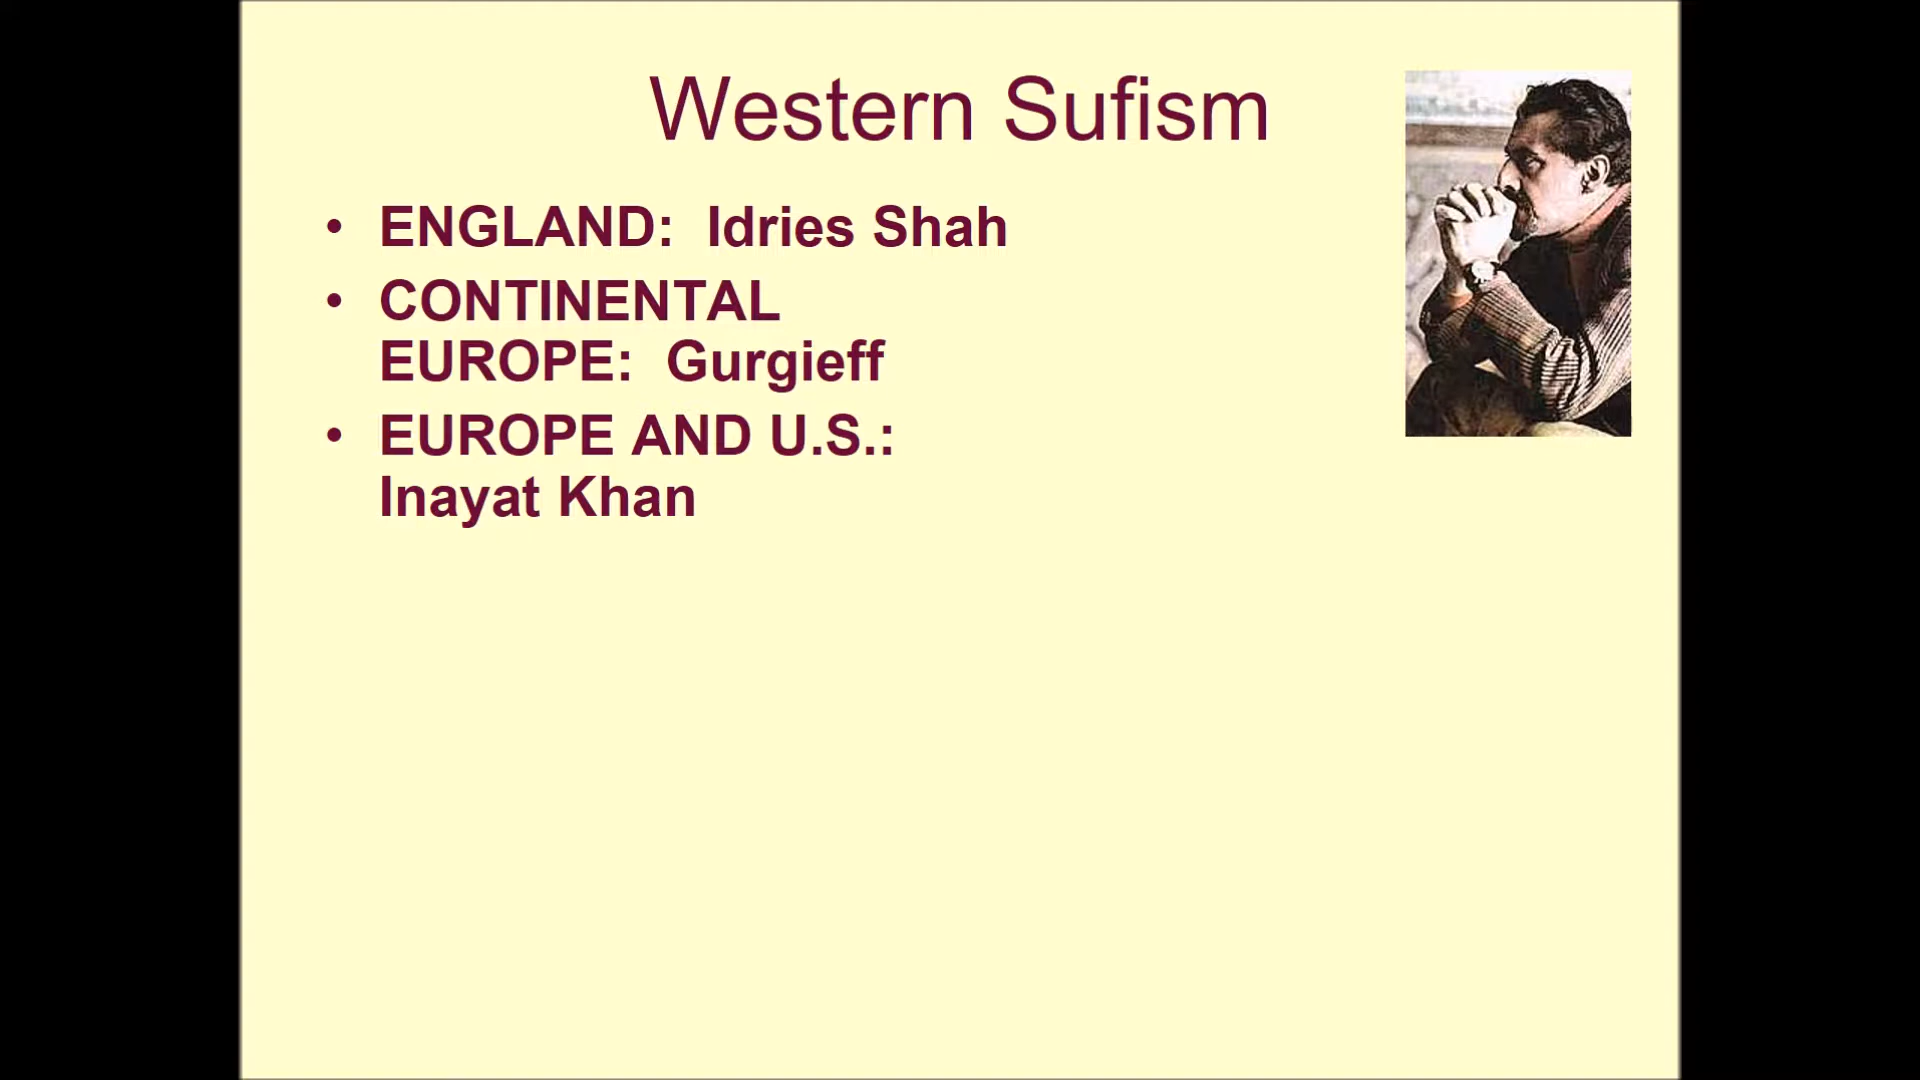 Western Sufism
• ENGLAND:  Idries Shah
• CONTINENTAL
EUROPE:  Gurgieff
• EUROPE AND U.S.:
Inayat Khan